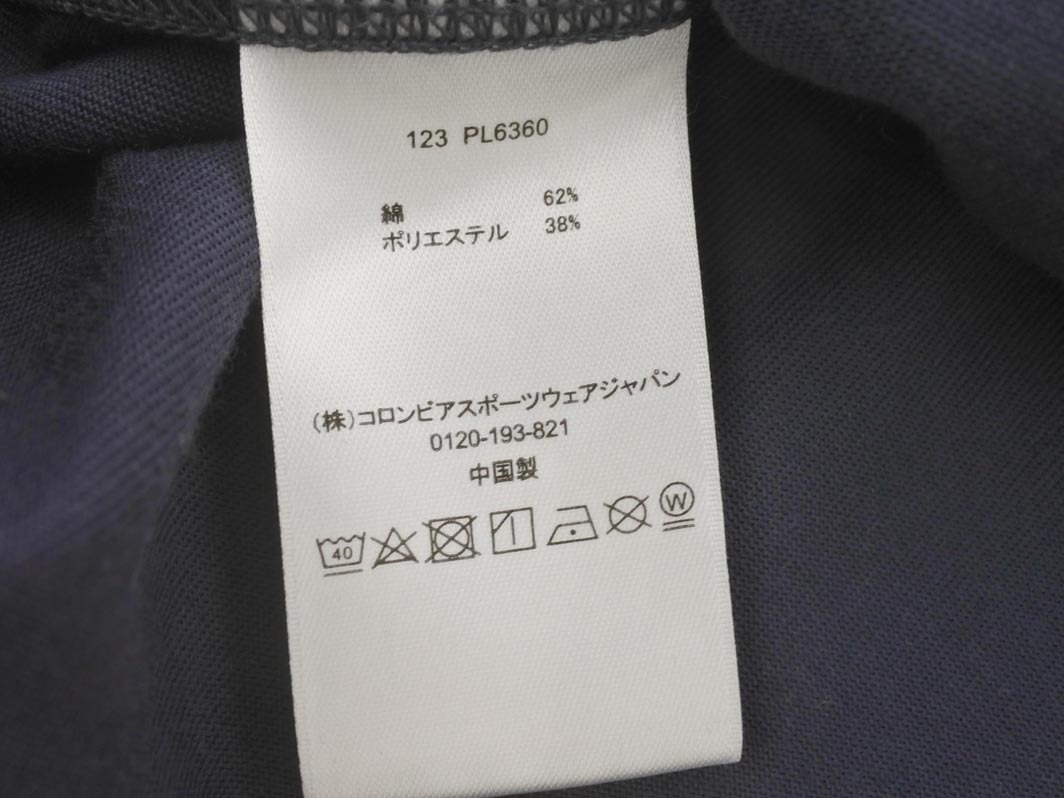 123 PL6360
綿 62%
ポリエステル 38%
(株)コロンビアスポーツウェアジャパン
0120-193-821
中国製
40
W